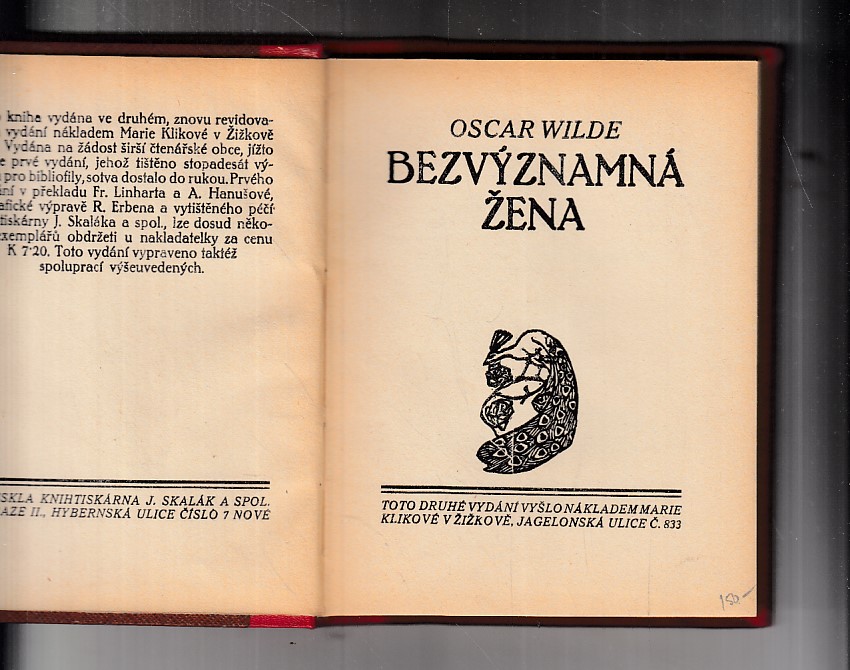 kniha vydána ve druhém, znovu revidova-
vydání nákladem Marie Klikové v Žižkově
Vydána na žádost širší čtenářské obce, jížto
prvé vydání, jehož tištěno stopadesát vý-
pro bibliofily, sotva dostalo do rukou. Prvého
v překladu Fr. Linharta a A. Hanušové,
afické výpravě R. Erbena a vytištěného péčí
tiskárny J. Skaláka a spol., lze dosud něko-
xemplářů obdržeti u nakladatelky za cenu
K 7·20. Toto vydání vypraveno taktéž
spoluprací výšeuvedených.
SKLA KNIHTISKÁRNA J. SKALÁK A SPOL.
AZE II., HYBERNSKÁ ULICE ČÍSLO 7 NOVÉ
OSCAR WILDE
BEZVÝZNAMNÁ
ŽENA
TOTO DRUHÉ VYDÁNÍ VYŠLO NÁKLADEM MARIE
KLIKOVÉ V ŽIŽKOVĚ, JAGELONSKÁ ULICE Č. 833
150-